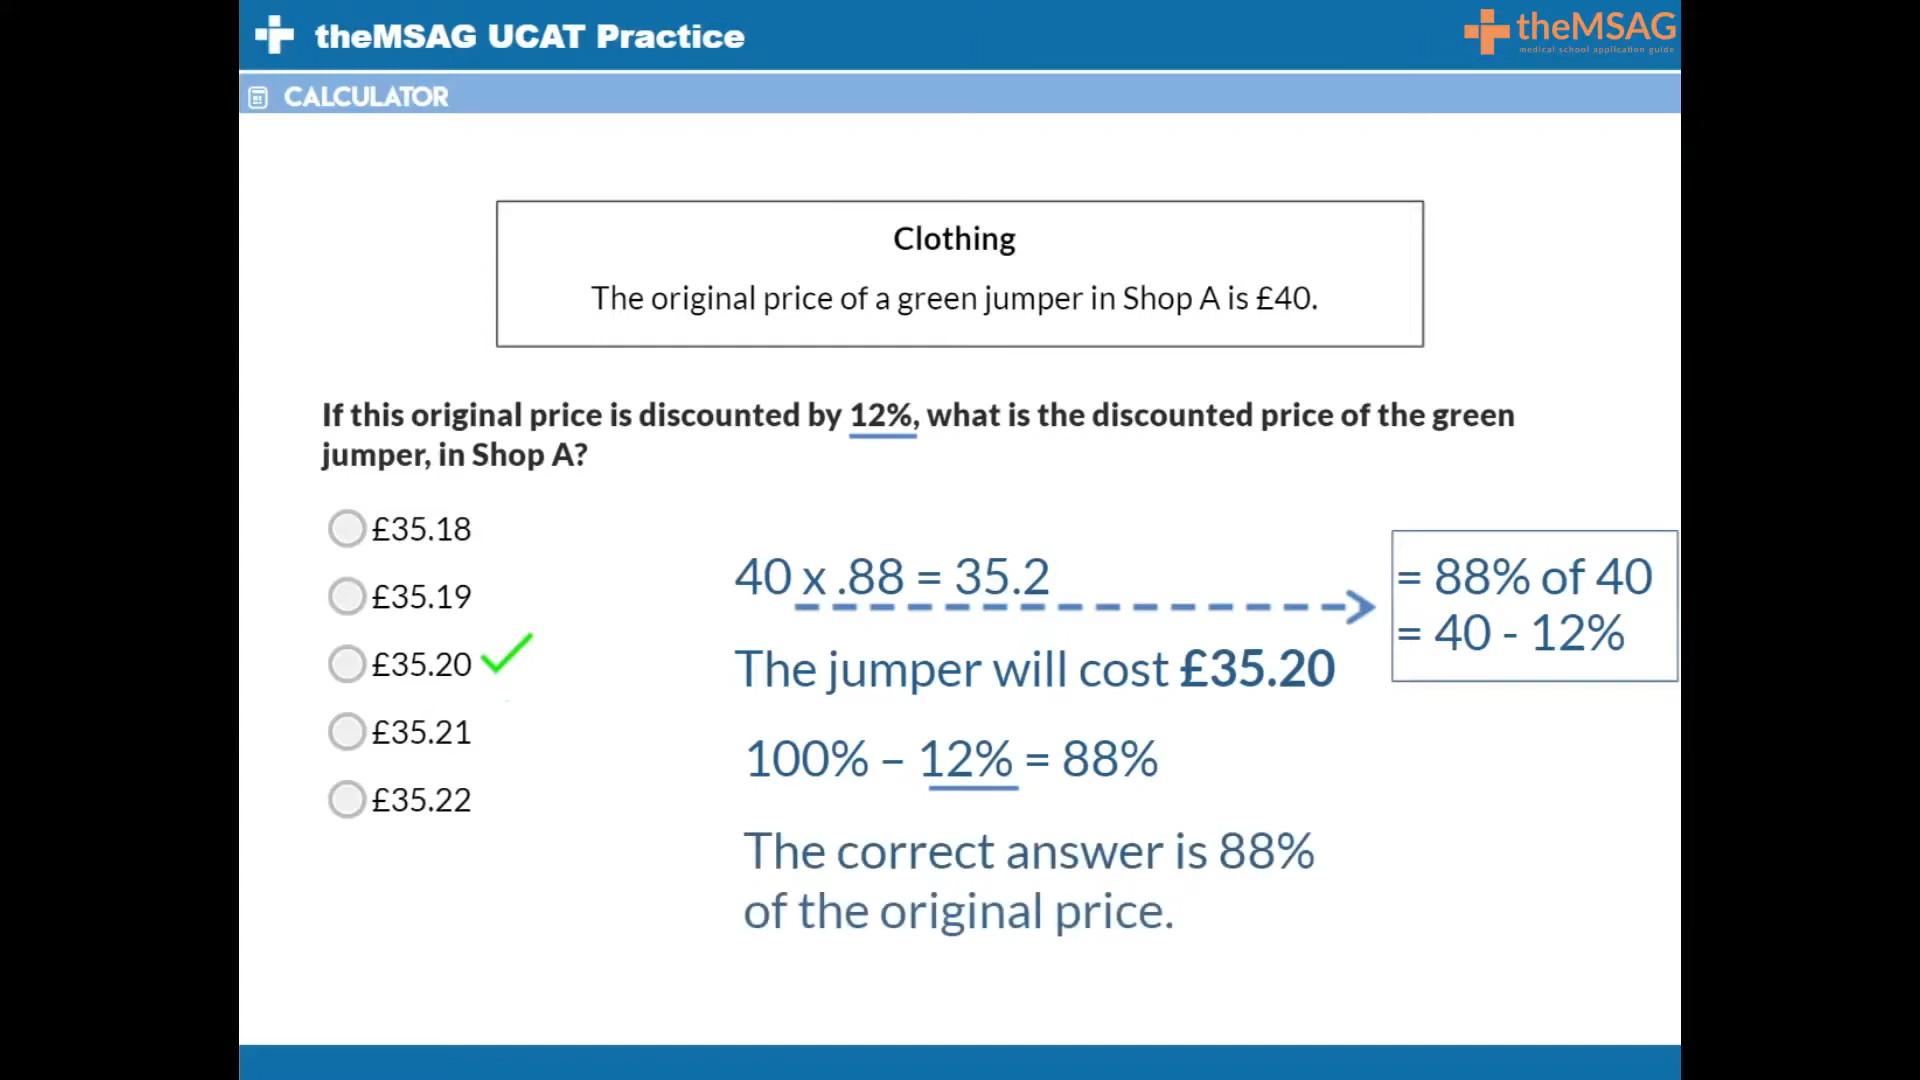 theMSAG UCAT Practice
theMSAG
medical school application guide
CALCULATOR
Clothing
The original price of a green jumper in Shop A is £40.
If this original price is discounted by 12%, what is the discounted price of the green
jumper, in Shop A?
£35.18
£35.19
£35.20
£35.21
£35.22
40 x .88 = 35.2
= 88% of 40
= 40 - 12%
The jumper will cost £35.20
100% – 12% = 88%
The correct answer is 88%
of the original price.